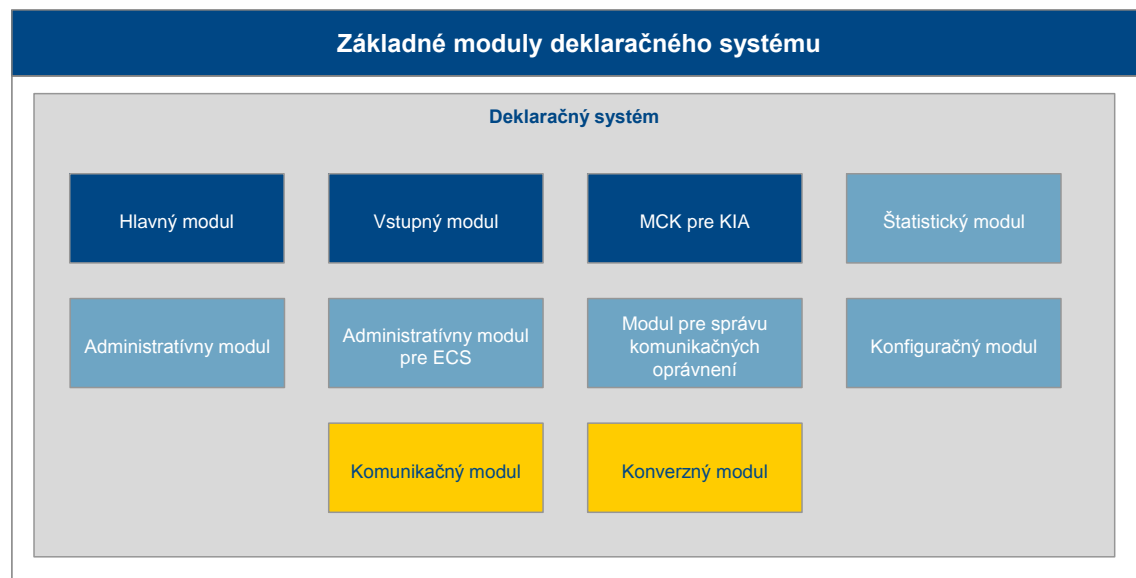 Základné moduly deklaračného systému
Deklaračný systém
Hlavný modul
Vstupný modul
MCK pre KIA
Štatistický modul
Administratívny modul
Administratívny modul
pre ECS
Modul pre správu
komunikačných
oprávnení
Konfiguračný modul
Komunikačný modul
Konverzný modul